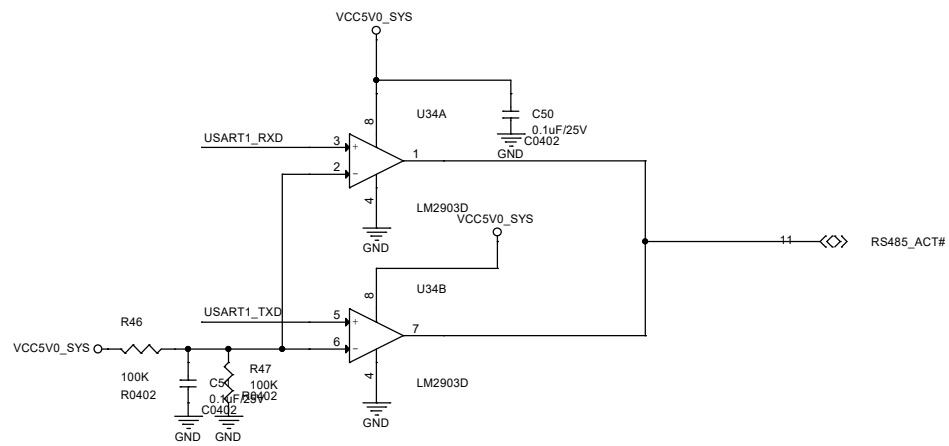 VCC5V0_SYS
8
U34A
C50
0.1uF/25V
C0402
GND
USART1_RXD
3
+
1
2
−
4
LM2903D
GND
VCC5V0_SYS
11
RS485_ACT#
8
U34B
USART1_TXD
5
+
7
6
−
R46
VCC5V0_SYS
4
LM2903D
100K
R0402
C51
0.1uF/25V
C0402
R47
100K
R0402
GND
GND
GND